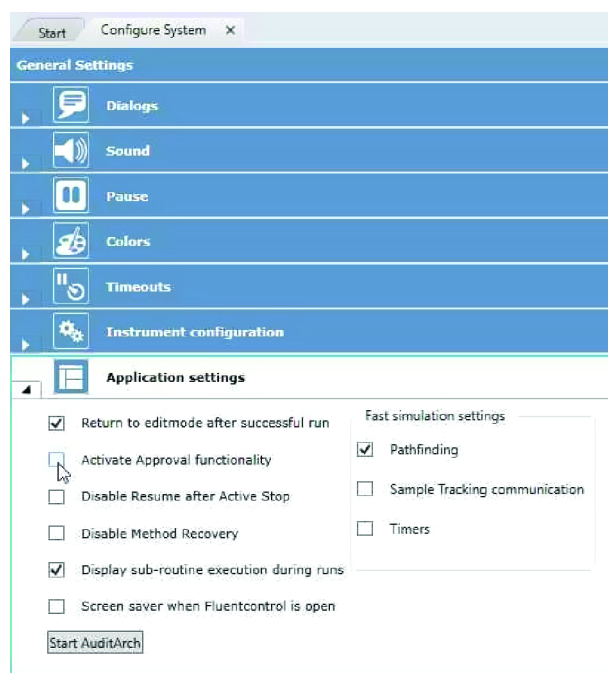 Start
Configure System X
General Settings
Dialogs
Sound
Pause
Colors
Timeouts
Instrument configuration
Application settings
Return to editmode after successful run
Activate Approval functionality
Disable Resume after Active Stop
Disable Method Recovery
Display sub-routine execution during runs
Screen saver when Fluentcontrol is open
Start AuditArch
Fast simulation settings
Pathfinding
Sample Tracking communication
Timers